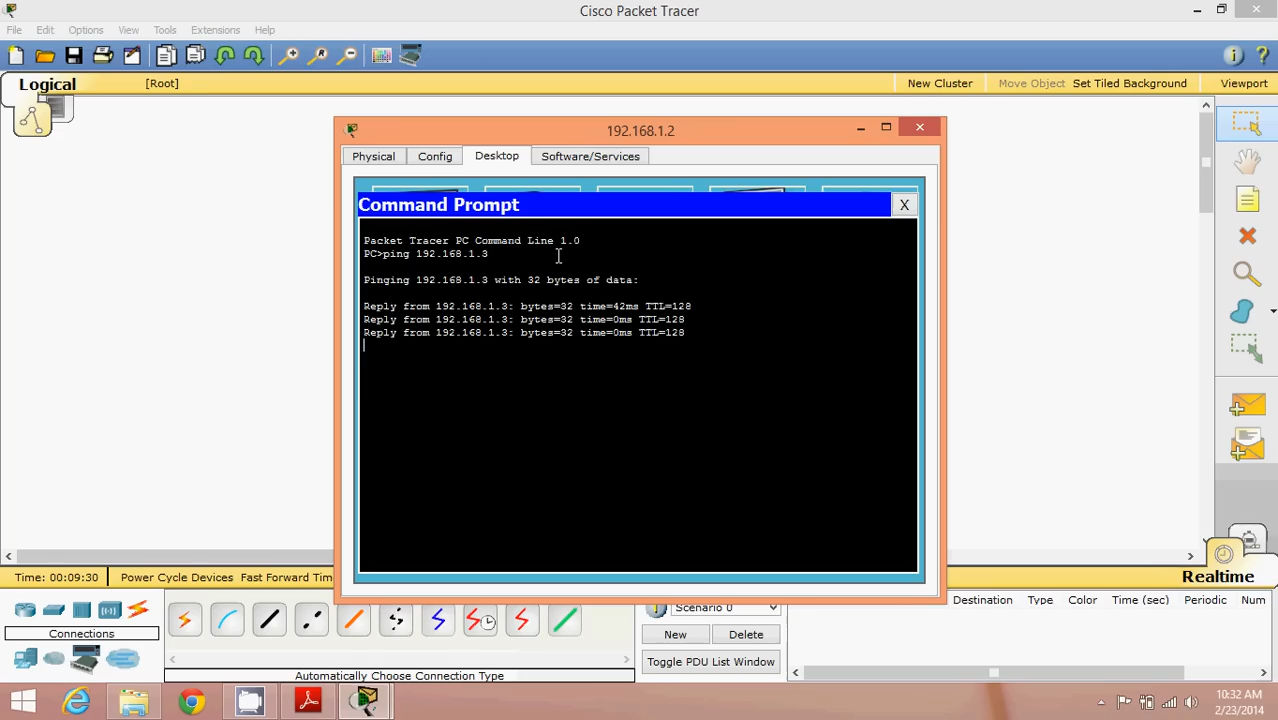 Cisco Packet Tracer
File Edit Options View Tools Extensions Help
Logical [Root] New Cluster Move Object Set Tiled Background Viewport
192.168.1.2
Physical Config Desktop Software/Services
Command Prompt X
Packet Tracer PC Command Line 1.0
PC>ping 192.168.1.3
Pinging 192.168.1.3 with 32 bytes of data:
Reply from 192.168.1.3: bytes=32 time=42ms TTL=128
Reply from 192.168.1.3: bytes=32 time=0ms TTL=128
Reply from 192.168.1.3: bytes=32 time=0ms TTL=128
Time: 00:09:30 Power Cycle Devices Fast Forward Tim
Realtime
Scenario 0
Destination Type Color Time (sec) Periodic Num
Connections
New Delete
Toggle PDU List Window
Automatically Choose Connection Type
10:32 AM
2/23/2014